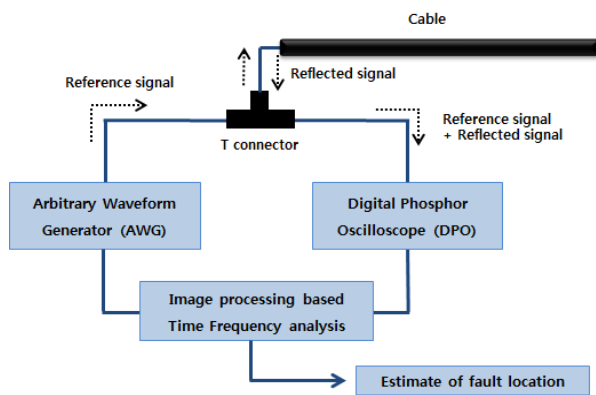 Cable
Reference signal
Reflected signal
Reference signal
+ Reflected signal
T connector
Arbitrary Waveform
Generator (AWG)
Digital Phosphor
Oscilloscope (DPO)
Image processing based
Time Frequency analysis
Estimate of fault location